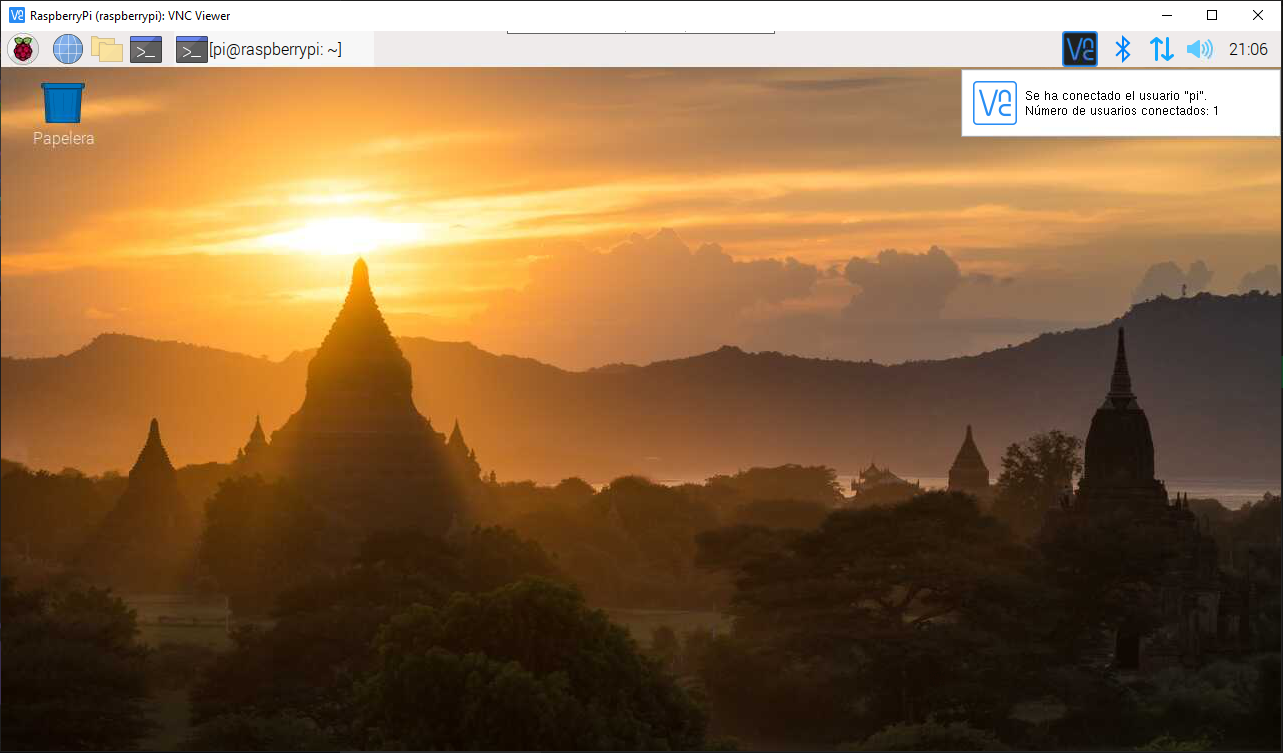 RaspberryPi (raspberrypi): VNC Viewer
[pi@raspberrypi: ~]
21:06
Se ha conectado el usuario "pi".
Número de usuarios conectados: 1
Papelera